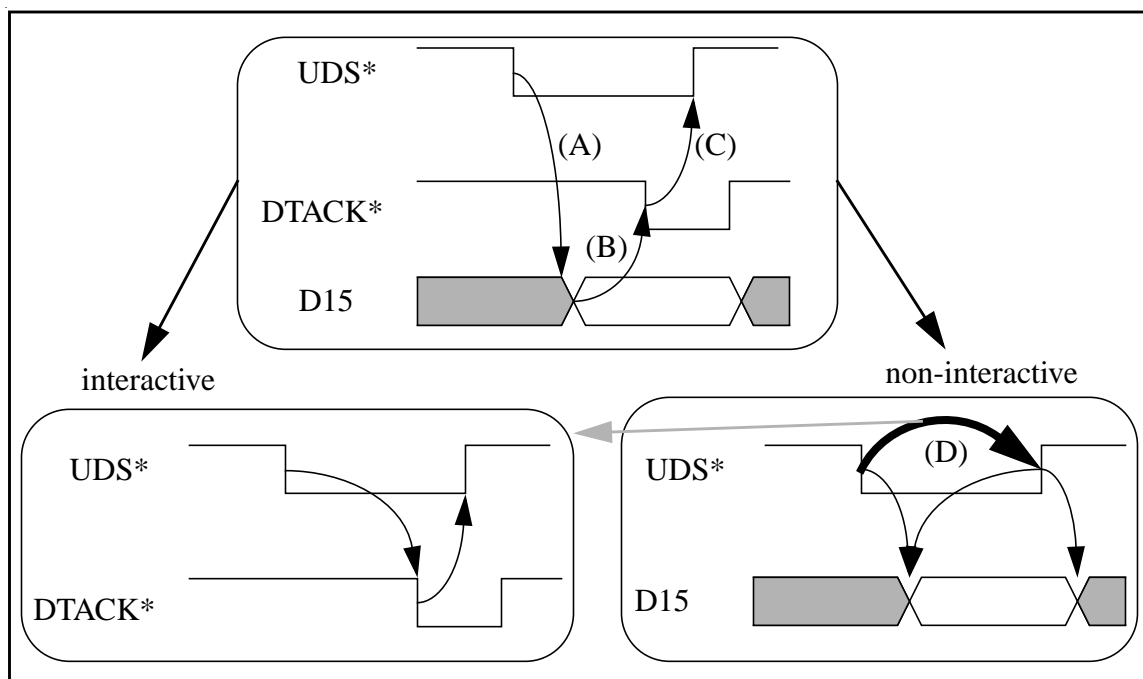 UDS*
(A)
(C)
DTACK*
(B)
D15
interactive
non-interactive
UDS*
DTACK*
UDS*
(D)
D15